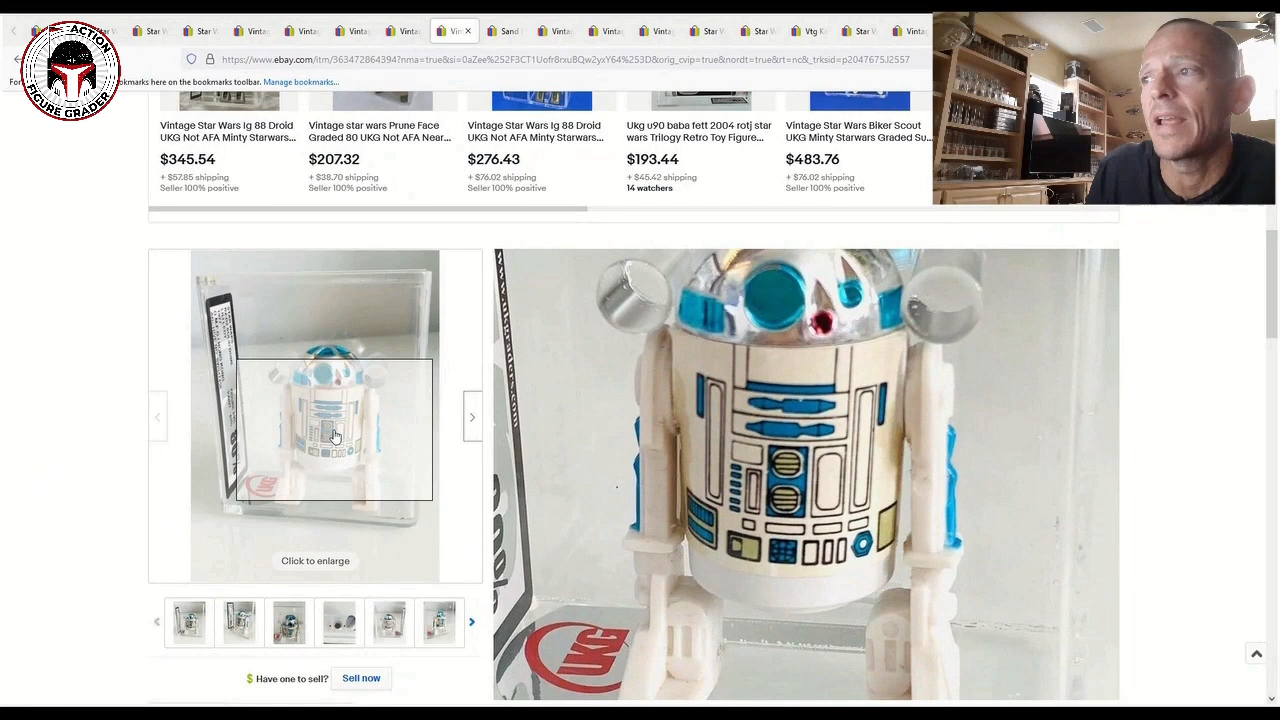 RE-ACTION
FIGURE GRADER
Star W
Star W
Vintag
Vintag
Vintag
Vin
Sand
Vintag
Vintag
Vintag
Star W
Star W
Vtg K
Star W
Vintag
https://www.ebay.com/itm/363472864394?nma=true&si=0aZed%252F3CT1Uofr8rxuBQw2yxY64%253D&orig_cvip=true&nordt=true&rt=nc&_trksid=p2047675.l2557
bookmarks here on the bookmarks toolbar. Manage bookmarks...
Vintage Star Wars Ig 88 Droid
UKG Not AFA Minty Starwars...
$345.54
+ $57.85 shipping
Seller 100% positive
Vintage star wars Prune Face
Graded 80 UKG Not AFA Near...
$207.32
+ $38.70 shipping
Seller 100% positive
Vintage Star Wars Ig 88 Droid
UKG Not AFA Minty Starwars...
$276.43
+ $76.02 shipping
Seller 100% positive
Ukg u90 baba fett 2004 rotj star
wars Trilogy Retro Toy Figure...
$193.44
+ $45.42 shipping
14 watchers
Vintage Star Wars Biker Scout
UKG Minty Starwars Graded Su...
$483.76
+ $76.02 shipping
Seller 100% positive
www.ukgraders.com
UKG
UKG
Click to enlarge
$ Have one to sell? Sell now